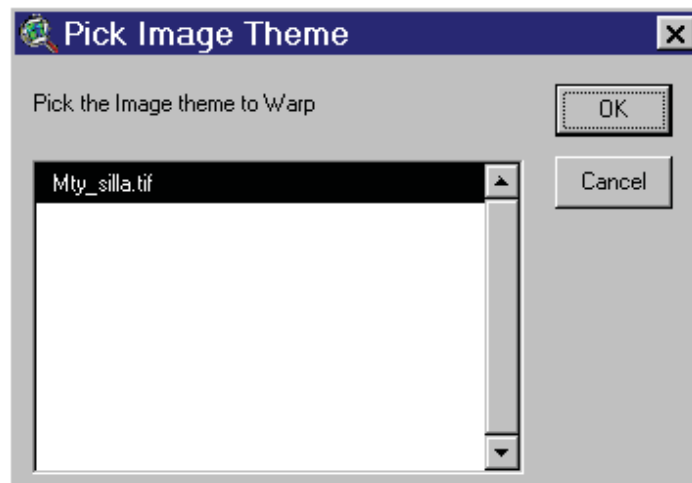 Pick Image Theme
Pick the Image theme to Warp
OK
Mty_silla.tif
Cancel